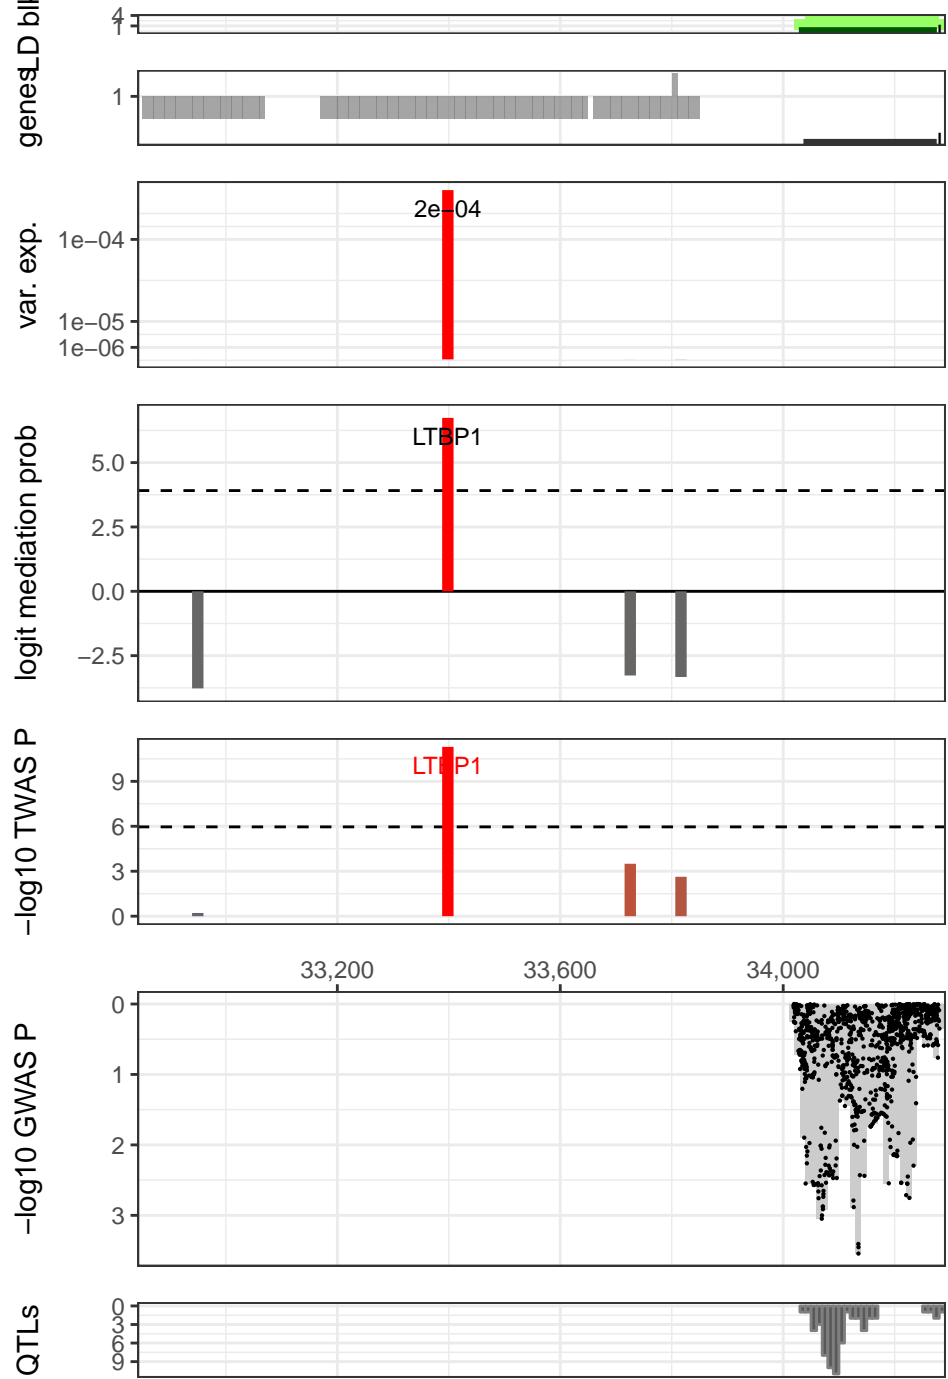 LD bl
4
1
genes
1
var. exp.
2e−04
1e−04
1e−05
1e−06
logit mediation prob
LTBP1
5.0
2.5
0.0
−2.5
−log10 TWAS P
LTBP1
9
6
3
0
33,200 33,600 34,000
−log10 GWAS P
0
1
2
3
QTLs
0
3
6
9